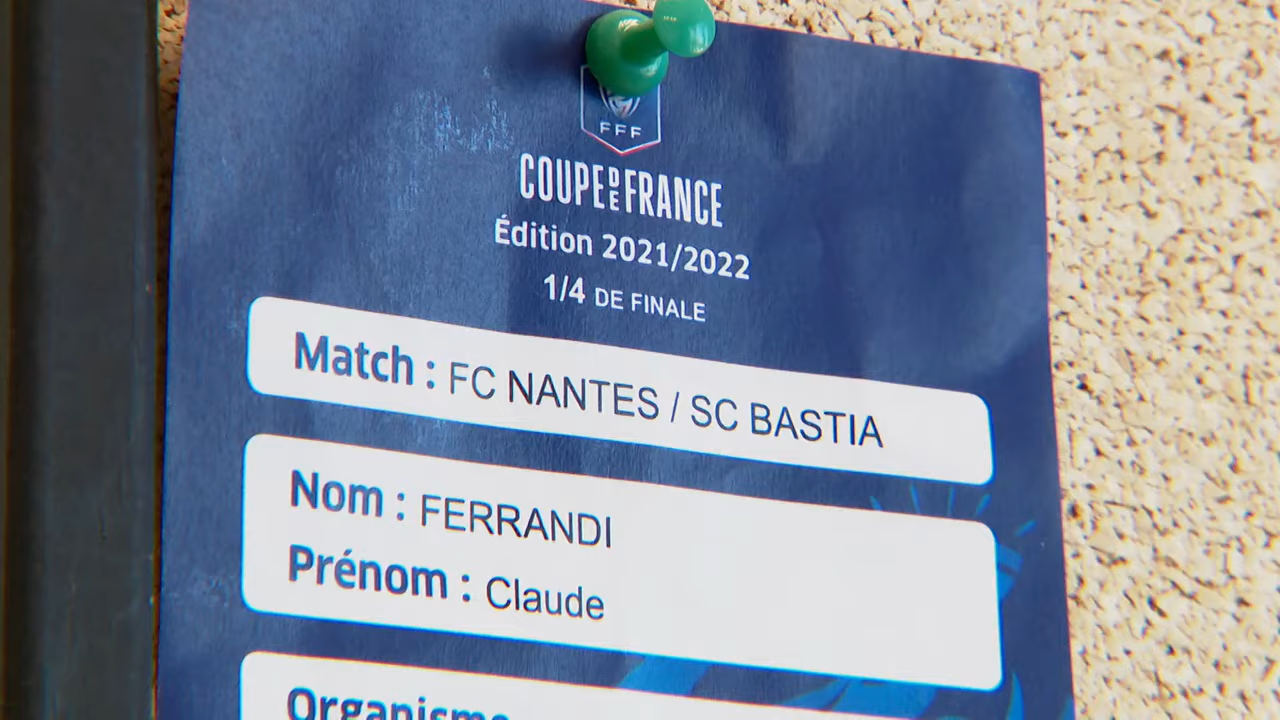 FFF
COUPE DE FRANCE
Édition 2021/2022
1/4 DE FINALE
Match : FC NANTES / SC BASTIA
Nom : FERRANDI
Prénom : Claude
Organisme